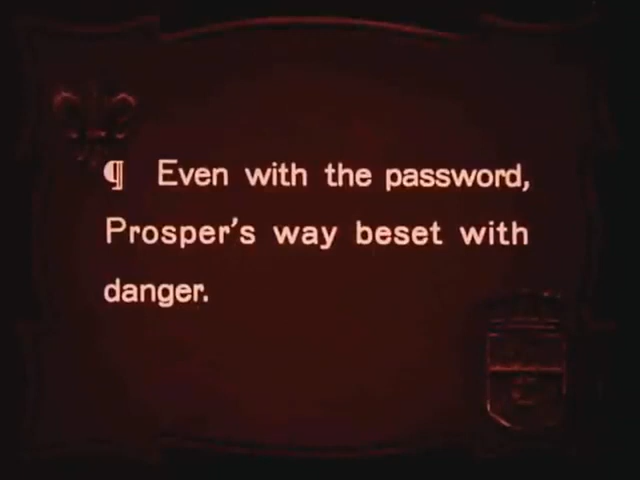 ¶ Even with the password,
Prosper's way beset with
danger.